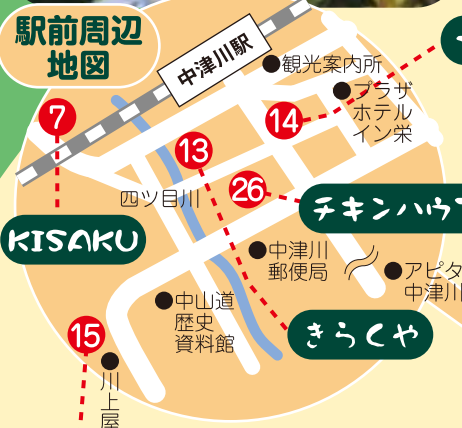 駅前周辺
地図
中津川駅
観光案内所
プラザ
ホテル
イン栄
7
13
14
四ツ目川
26
チキンハウ
KISAKU
中津川
郵便局
アピタ
中津川
中山道
歴史
資料館
きらくや
15
川上屋